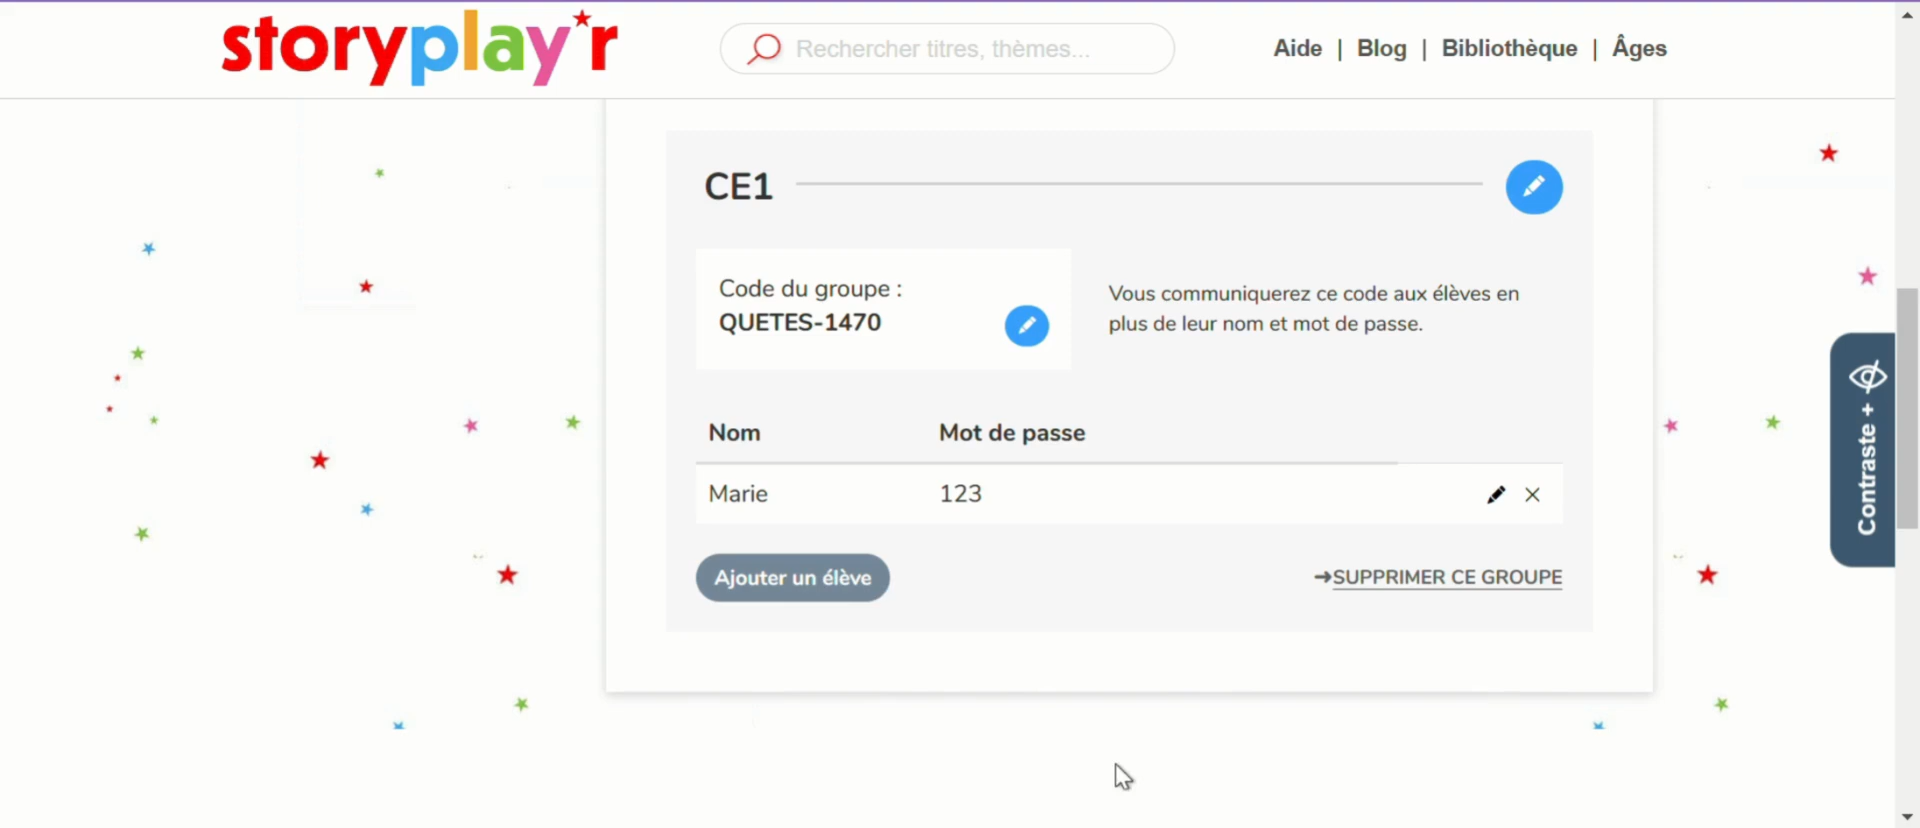 storyplay'r
Rechercher titres, thèmes...
Aide | Blog | Bibliothèque | Âges
CE1
Code du groupe :
QUETES-1470
Vous communiquerez ce code aux élèves en
plus de leur nom et mot de passe.
Nom Mot de passe
Marie 123
Ajouter un élève
➜SUPPRIMER CE GROUPE
Contraste +